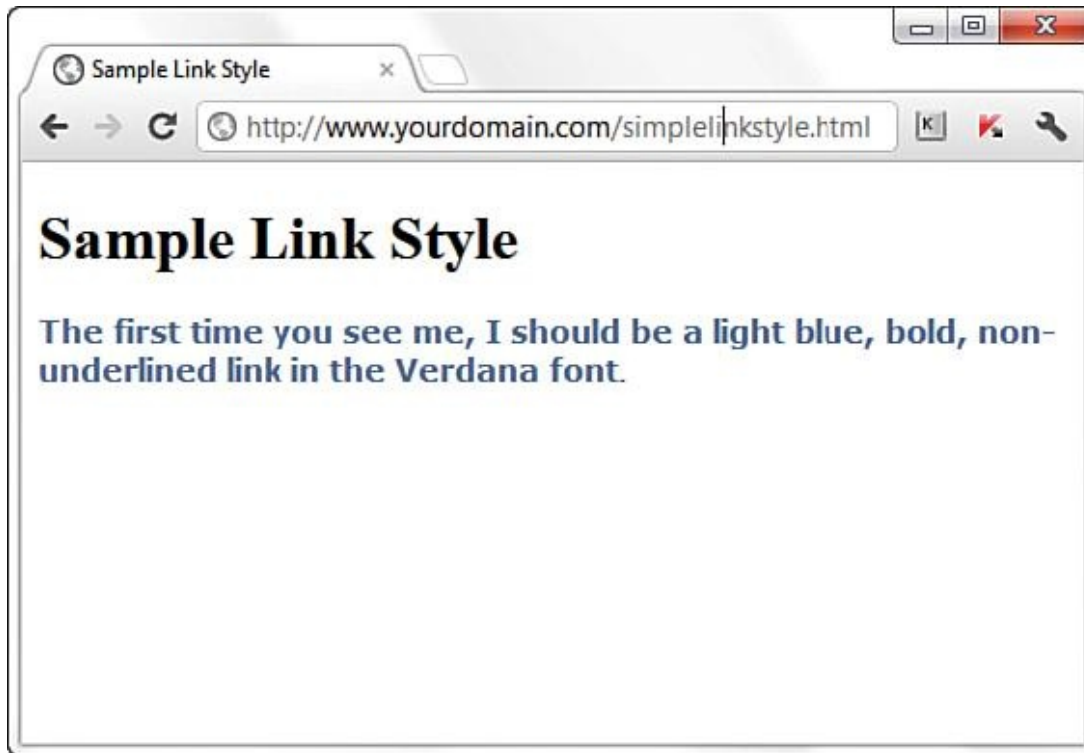 Sample Link Style
http://www.yourdomain.com/simplelinkstyle.html
K
Sample Link Style
The first time you see me, I should be a light blue, bold, non-
underlined link in the Verdana font.